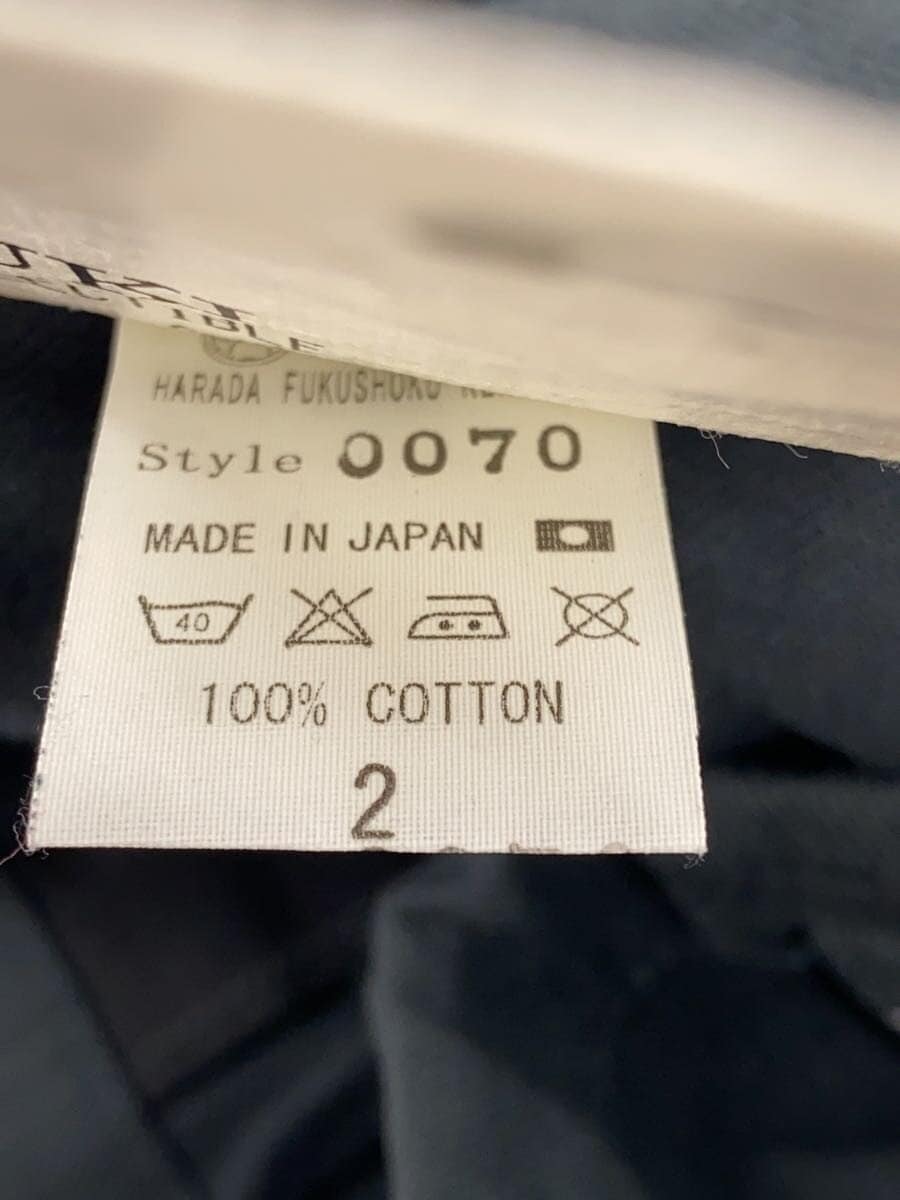 HARADA FUKUSHOKU
Style 0070
MADE IN JAPAN
40
100% COTTON
2